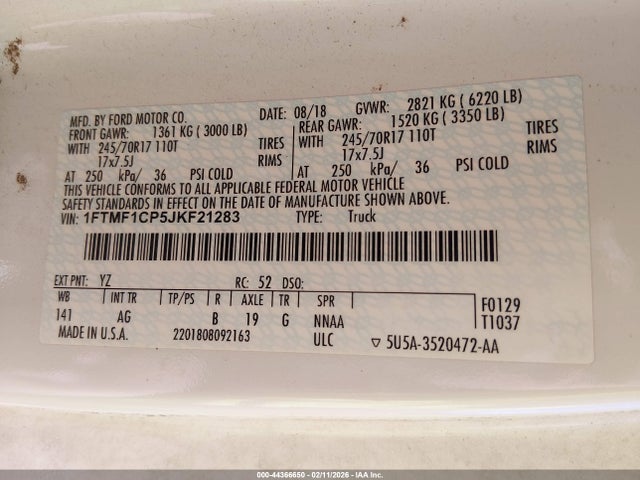 MFD. BY FORD MOTOR CO. DATE: 08/18 GVWR: 2821 KG ( 6220 LB)
FRONT GAWR: 1361 KG ( 3000 LB) REAR GAWR: 1520 KG ( 3350 LB)
WITH 245/70R17 110T TIRES WITH 245/70R17 110T TIRES
17x7.5J RIMS 17x7.5J RIMS
AT 250 kPa/ 36 PSI COLD AT 250 kPa/ 36 PSI COLD
THIS VEHICLE CONFORMS TO ALL APPLICABLE FEDERAL MOTOR VEHICLE
SAFETY STANDARDS IN EFFECT ON THE DATE OF MANUFACTURE SHOWN ABOVE.
VIN: 1FTMF1CP5JKF21283 TYPE: Truck
EXT PNT: YZ RC: 52 DSO:
WB INT TR TP/PS R AXLE TR SPR F0129
141 AG B 19 G NNAA T1037
MADE IN U.S.A. 2201808092163 ULC ▽ 5U5A-3520472-AA
000-44366650 - 02/11/2026 - IAA Inc.